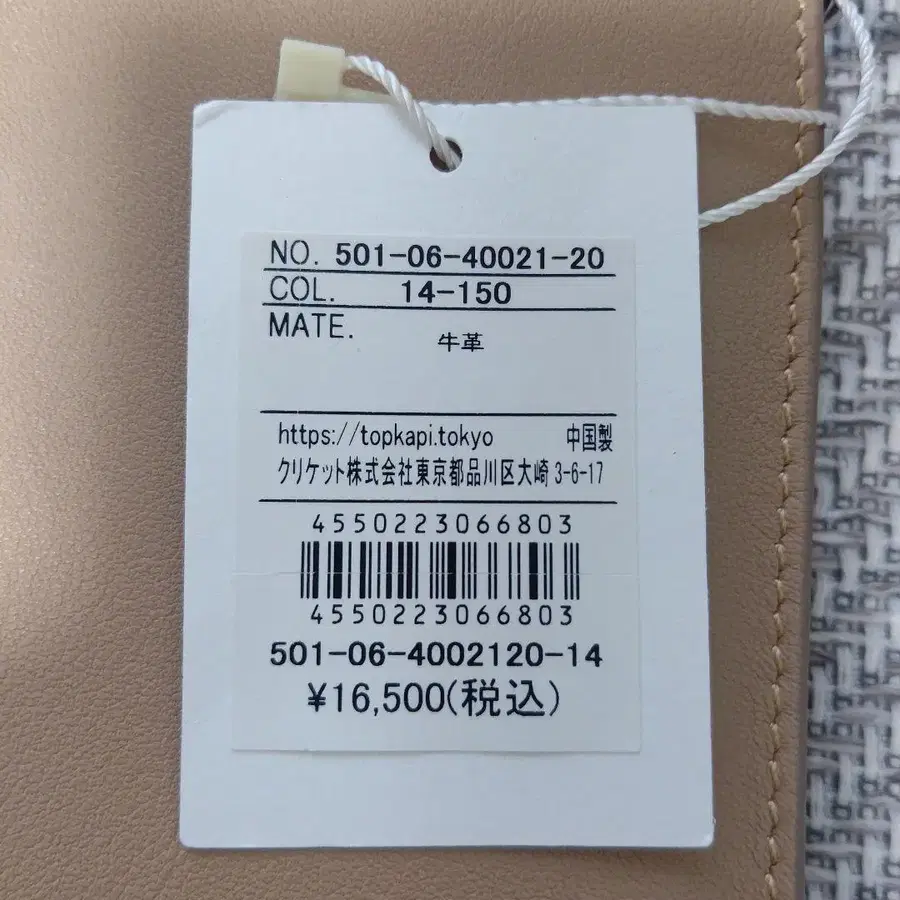 NO. 501-06-40021-20
COL. 14-150
MATE. 牛革
https://topkapi.tokyo 中国製
クリケット株式会社東京都品川区大崎 3-6-17
4550223066803
4550223066803
501-06-4002120-14
¥16,500(税込)